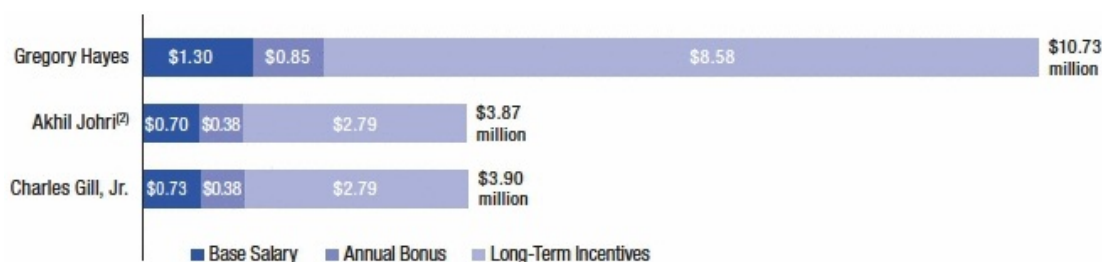 Gregory Hayes $1.30 $0.85 $8.58 $10.73
million
Akhil Johri(2) $0.70 $0.38 $2.79 $3.87
million
Charles Gill, Jr. $0.73 $0.38 $2.79 $3.90
million
Base Salary Annual Bonus Long-Term Incentives